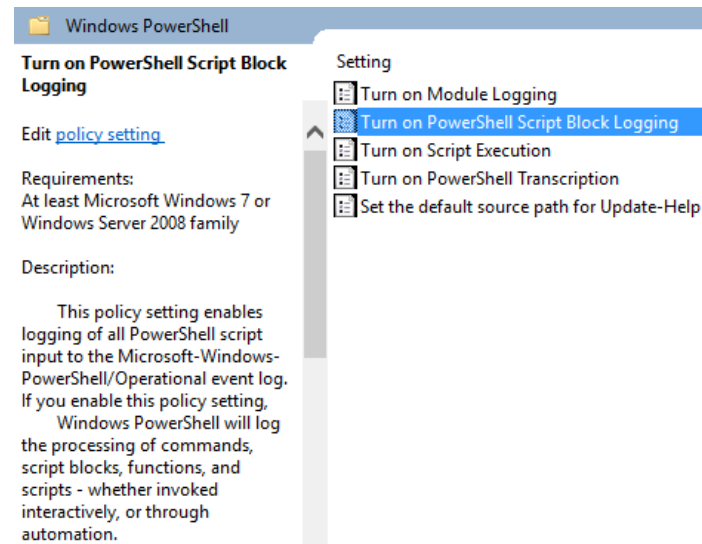 Windows PowerShell
Turn on PowerShell Script Block
Logging
Edit policy setting
Requirements:
At least Microsoft Windows 7 or
Windows Server 2008 family
Description:
This policy setting enables
logging of all PowerShell script
input to the Microsoft-Windows-
PowerShell/Operational event log.
If you enable this policy setting,
Windows PowerShell will log
the processing of commands,
script blocks, functions, and
scripts - whether invoked
interactively, or through
automation.
Setting
Turn on Module Logging
Turn on PowerShell Script Block Logging
Turn on Script Execution
Turn on PowerShell Transcription
Set the default source path for Update-Help